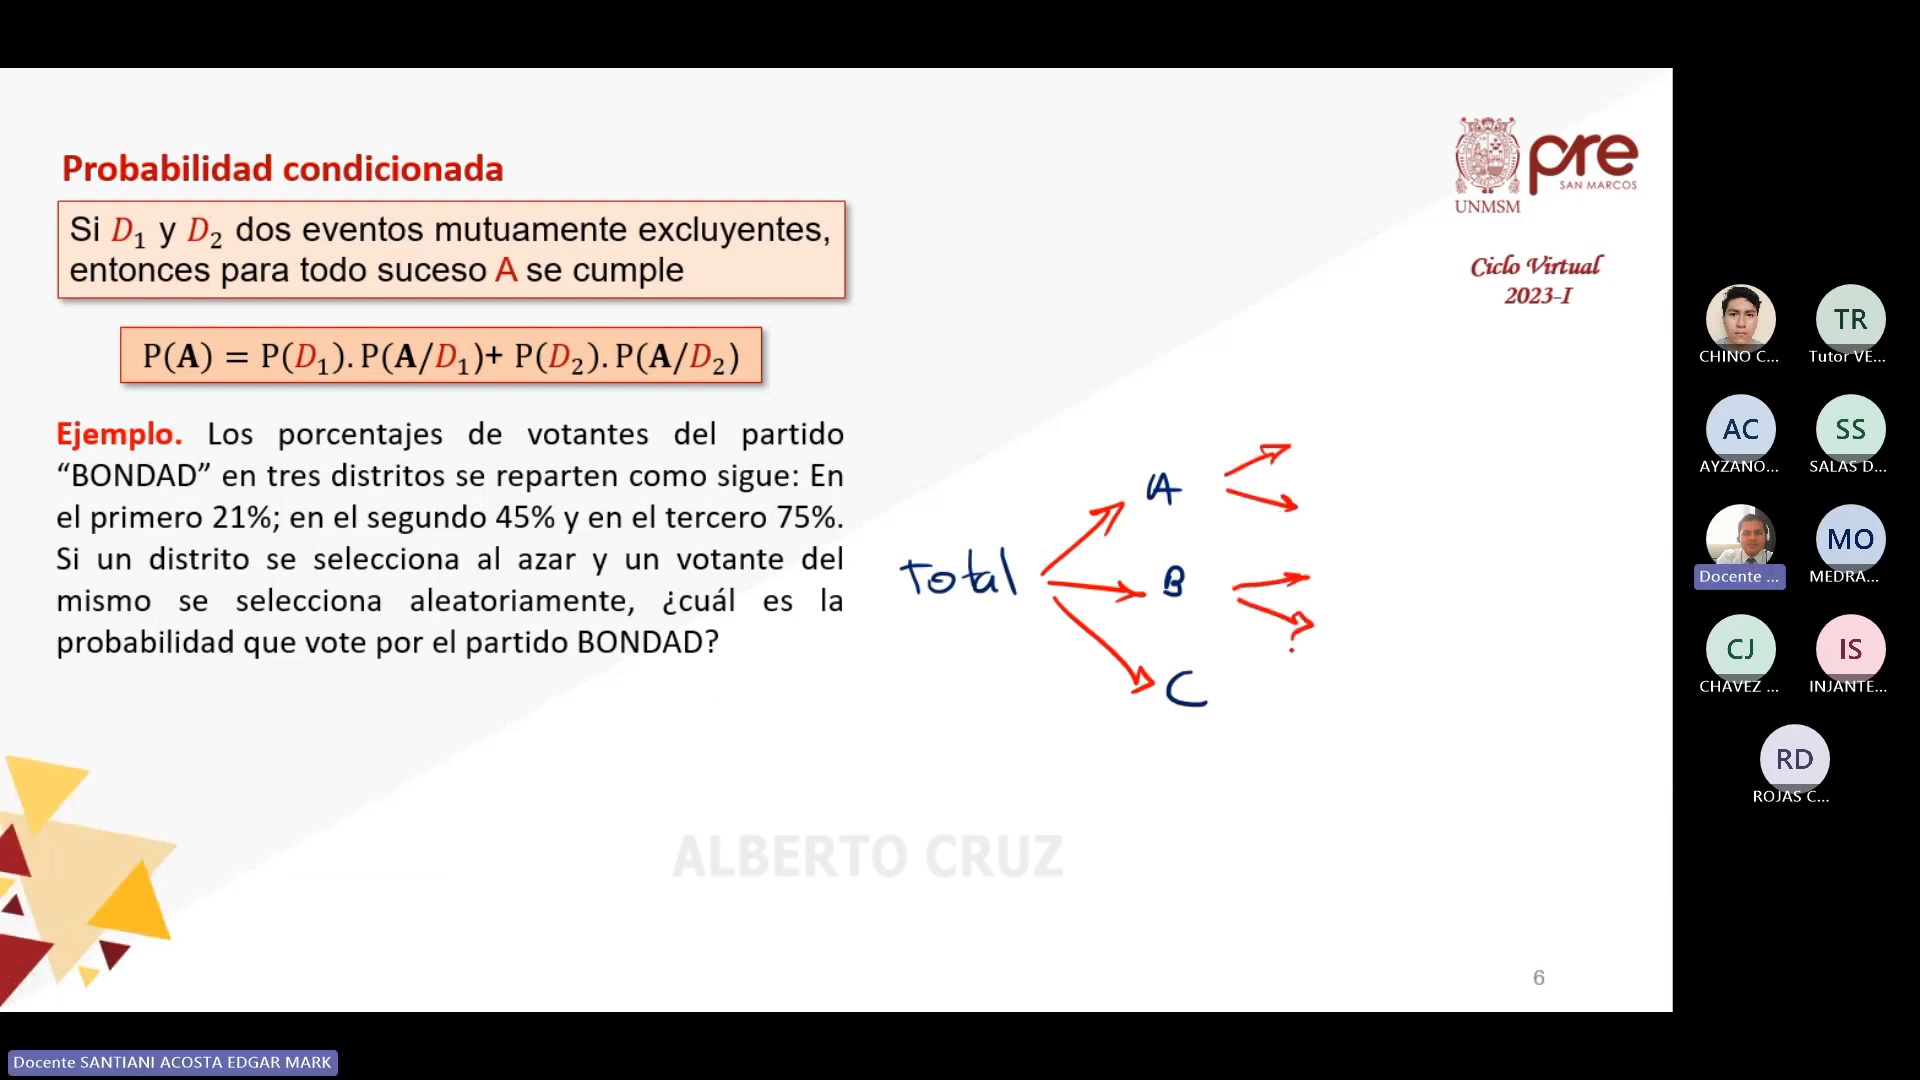 Probabilidad condicionada
Si D₁ y D₂ dos eventos mutuamente excluyentes,
entonces para todo suceso A se cumple
P(A) = P(D₁).P(A/D₁)+ P(D₂).P(A/D₂)
Ejemplo. Los porcentajes de votantes del partido
“BONDAD” en tres distritos se reparten como sigue: En
el primero 21%; en el segundo 45% y en el tercero 75%.
Si un distrito se selecciona al azar y un votante del
mismo se selecciona aleatoriamente, ¿cuál es la
probabilidad que vote por el partido BONDAD?
Total
A
B
C
pre
SAN MARCOS
UNMSM
Ciclo Virtual
2023-I
ALBERTO CRUZ
6
CHINO C...
TR
Tutor VE...
AC
AYZANO...
SS
SALAS D...
Docente ...
MO
MEDRA...
CJ
CHAVEZ ...
IS
INJANTE...
RD
ROJAS C...
Docente SANTIANI ACOSTA EDGAR MARK